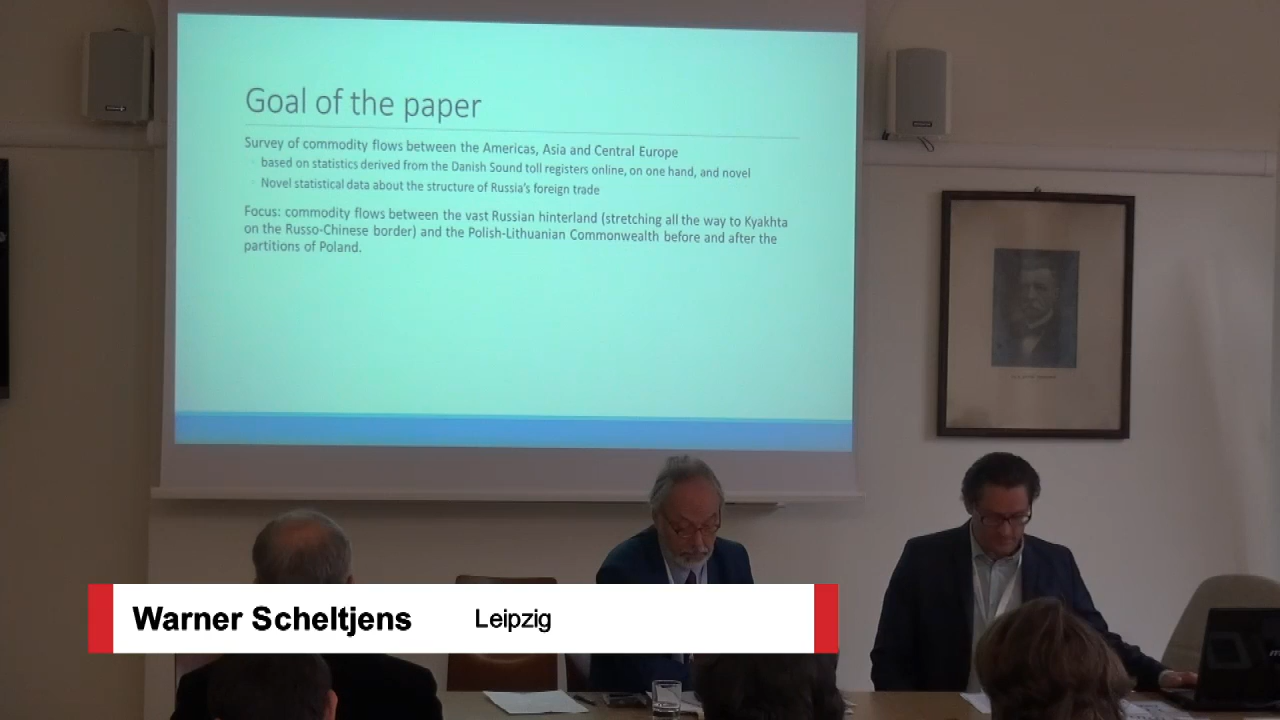 Goal of the paper
Survey of commodity flows between the Americas, Asia and Central Europe
based on statistics derived from the Danish Sound toll registers online, on one hand, and novel
Novel statistical data about the structure of Russia's foreign trade
Focus: commodity flows between the vast Russian hinterland (stretching all the way to Kyakhta
on the Russo-Chinese border) and the Polish-Lithuanian Commonwealth before and after the
partitions of Poland.
Warner Scheltjens Leipzig